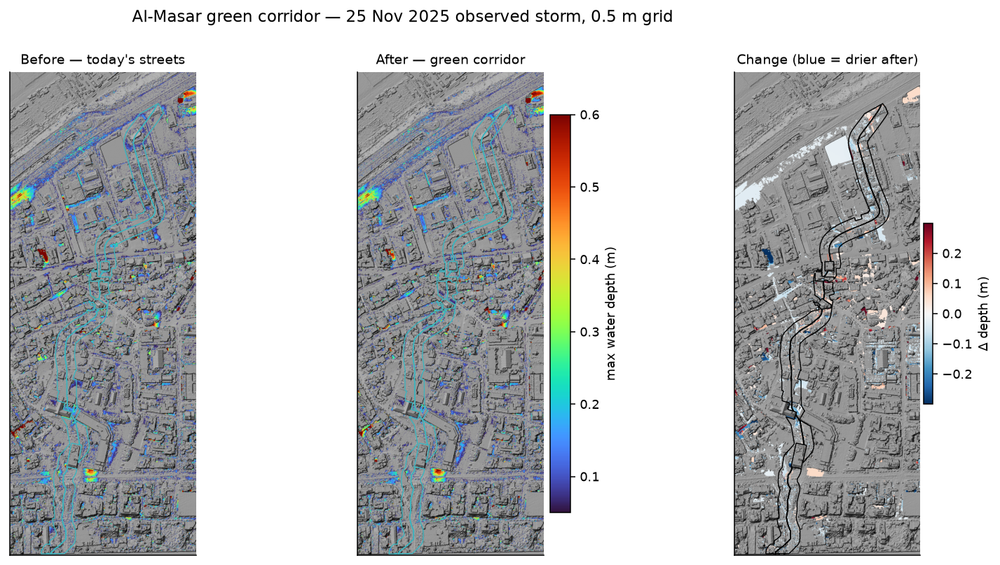 Al-Masar green corridor — 25 Nov 2025 observed storm, 0.5 m grid
Before — today's streets
After — green corridor
Change (blue = drier after)
0.6
0.5
0.4
0.3
0.2
0.1
max water depth (m)
0.2
0.1
0.0
−0.1
−0.2
Δ depth (m)